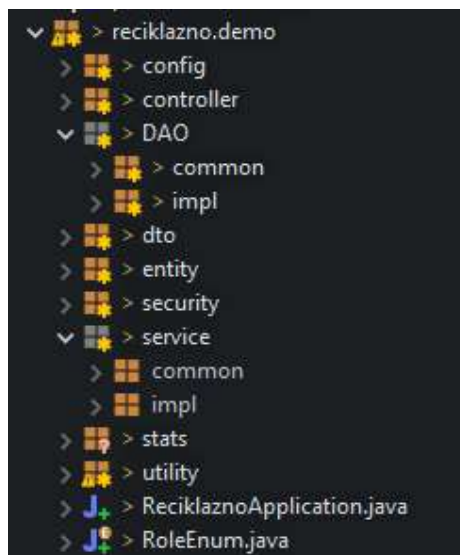 > reciklazno.demo
> config
> controller
> DAO
> common
> impl
> dto
> entity
> security
> service
common
impl
> stats
> utility
> ReciklaznoApplication.java
> RoleEnum.java